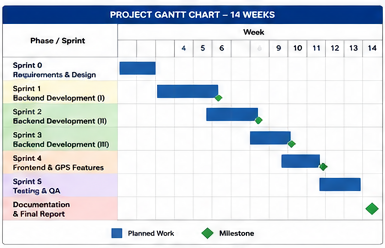 PROJECT GANTT CHART – 14 WEEKS
Phase / Sprint
Week
4 5 6 9 10 11 12 13 14
Sprint 0
Requirements & Design
Sprint 1
Backend Development (I)
Sprint 2
Backend Development (II)
Sprint 3
Backend Development (III)
Sprint 4
Frontend & GPS Features
Sprint 5
Testing & QA
Documentation
& Final Report
Planned Work
Milestone